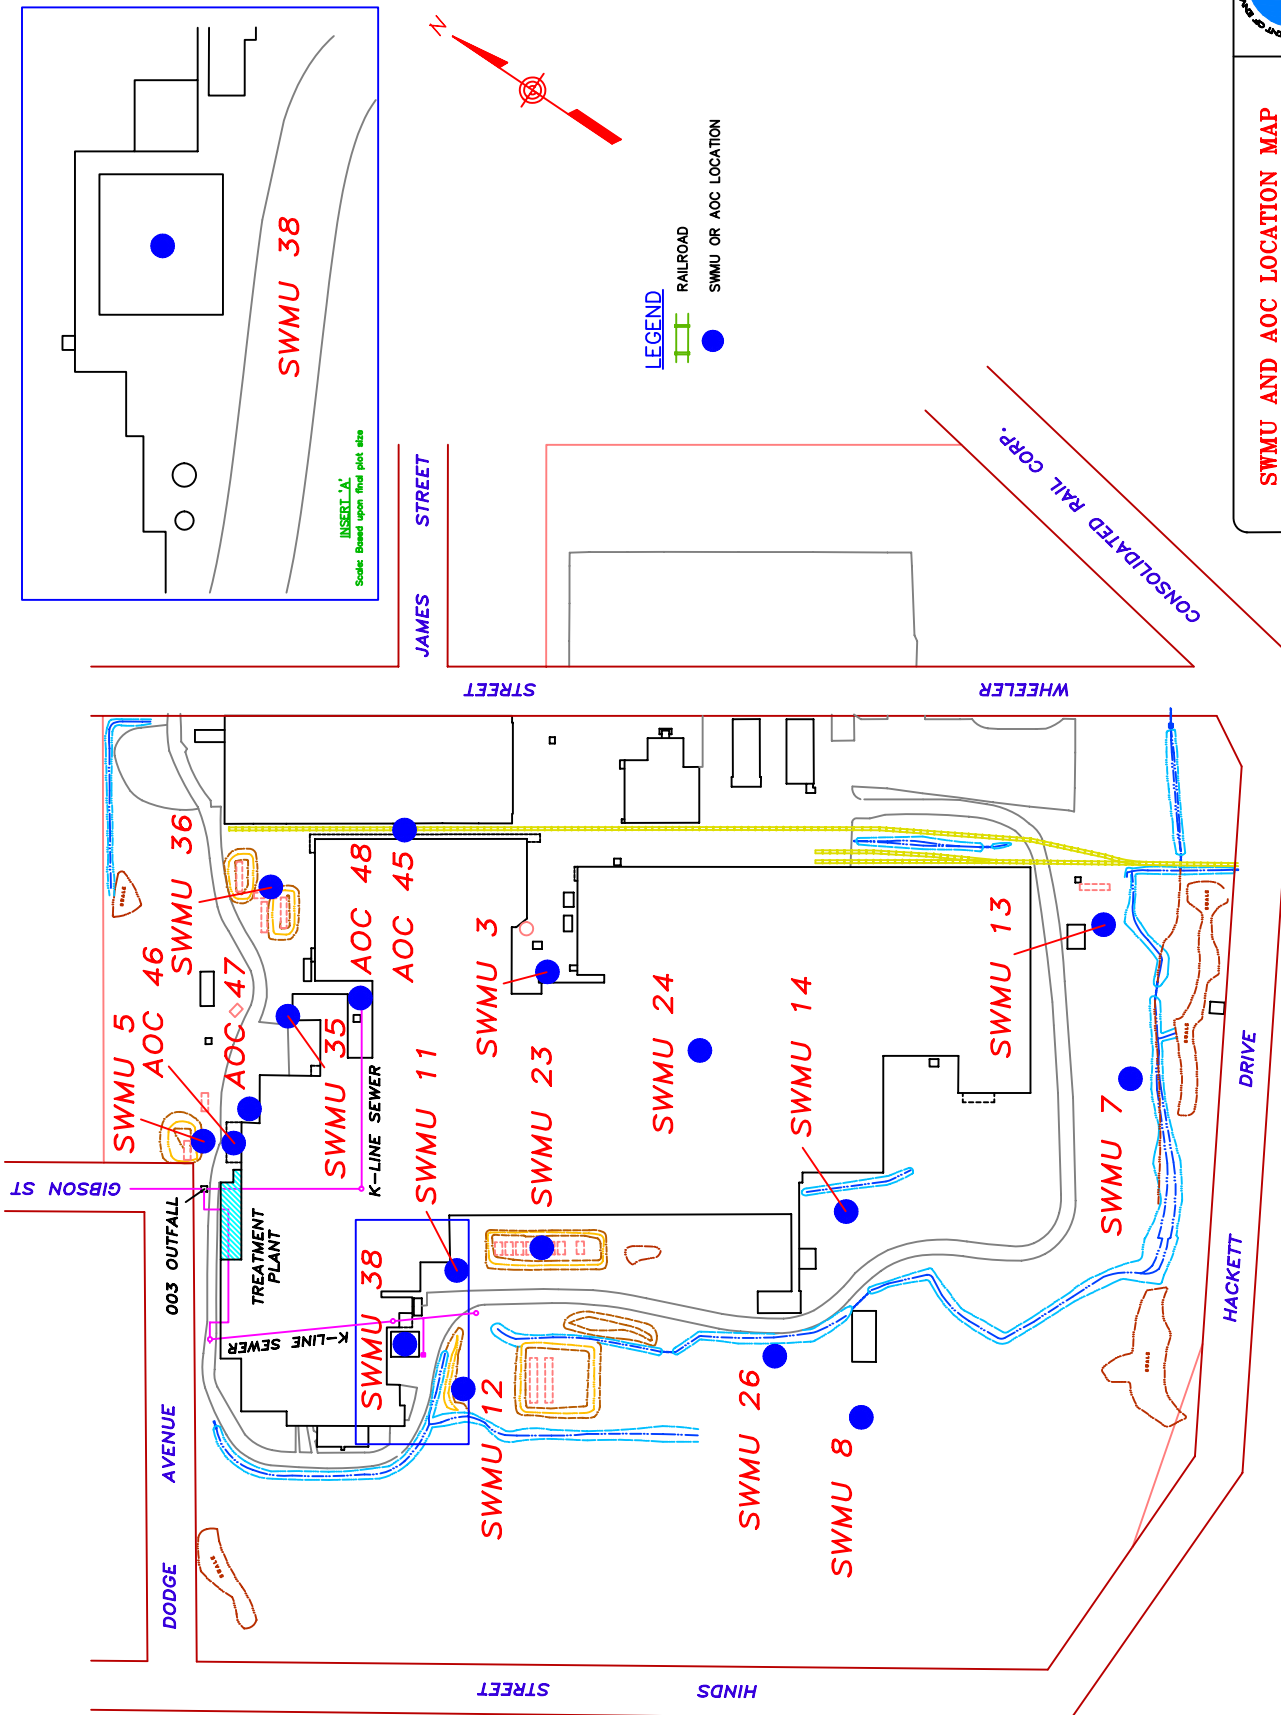 SWMU 38
INSERT 'A'
Scale: Based upon final plot size
N
LEGEND
RAILROAD
SWMU OR AOC LOCATION
SWMU AND AOC LOCATION MAP
JAMES STREET
CONSOLIDATED RAIL CORP.
WHEELER STREET
SWMU 36
AOC 48
AOC 45
SWMU 3
SWMU 5
AOC 46
AOC 47
SWMU 35
SWMU 11
SWMU 23
SWMU 24
SWMU 14
SWMU 13
SWMU 7
K-LINE SEWER
GIBSON ST
003 OUTFALL
TREATMENT
PLANT
K-LINE SEWER
SWMU 38
SWMU 12
SWMU 26
SWMU 8
DODGE AVENUE
HINDS STREET
HACKETT DRIVE